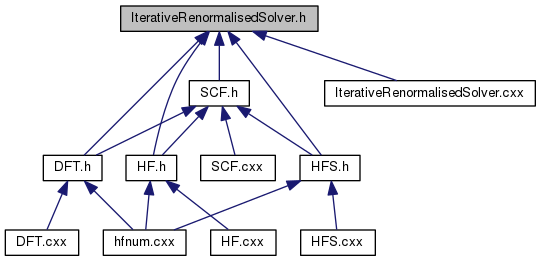 IterativeRenormalisedSolver.h
SCF.h
IterativeRenormalisedSolver.cxx
DFT.h
HF.h
SCF.cxx
HFS.h
DFT.cxx
hfnum.cxx
HF.cxx
HFS.cxx